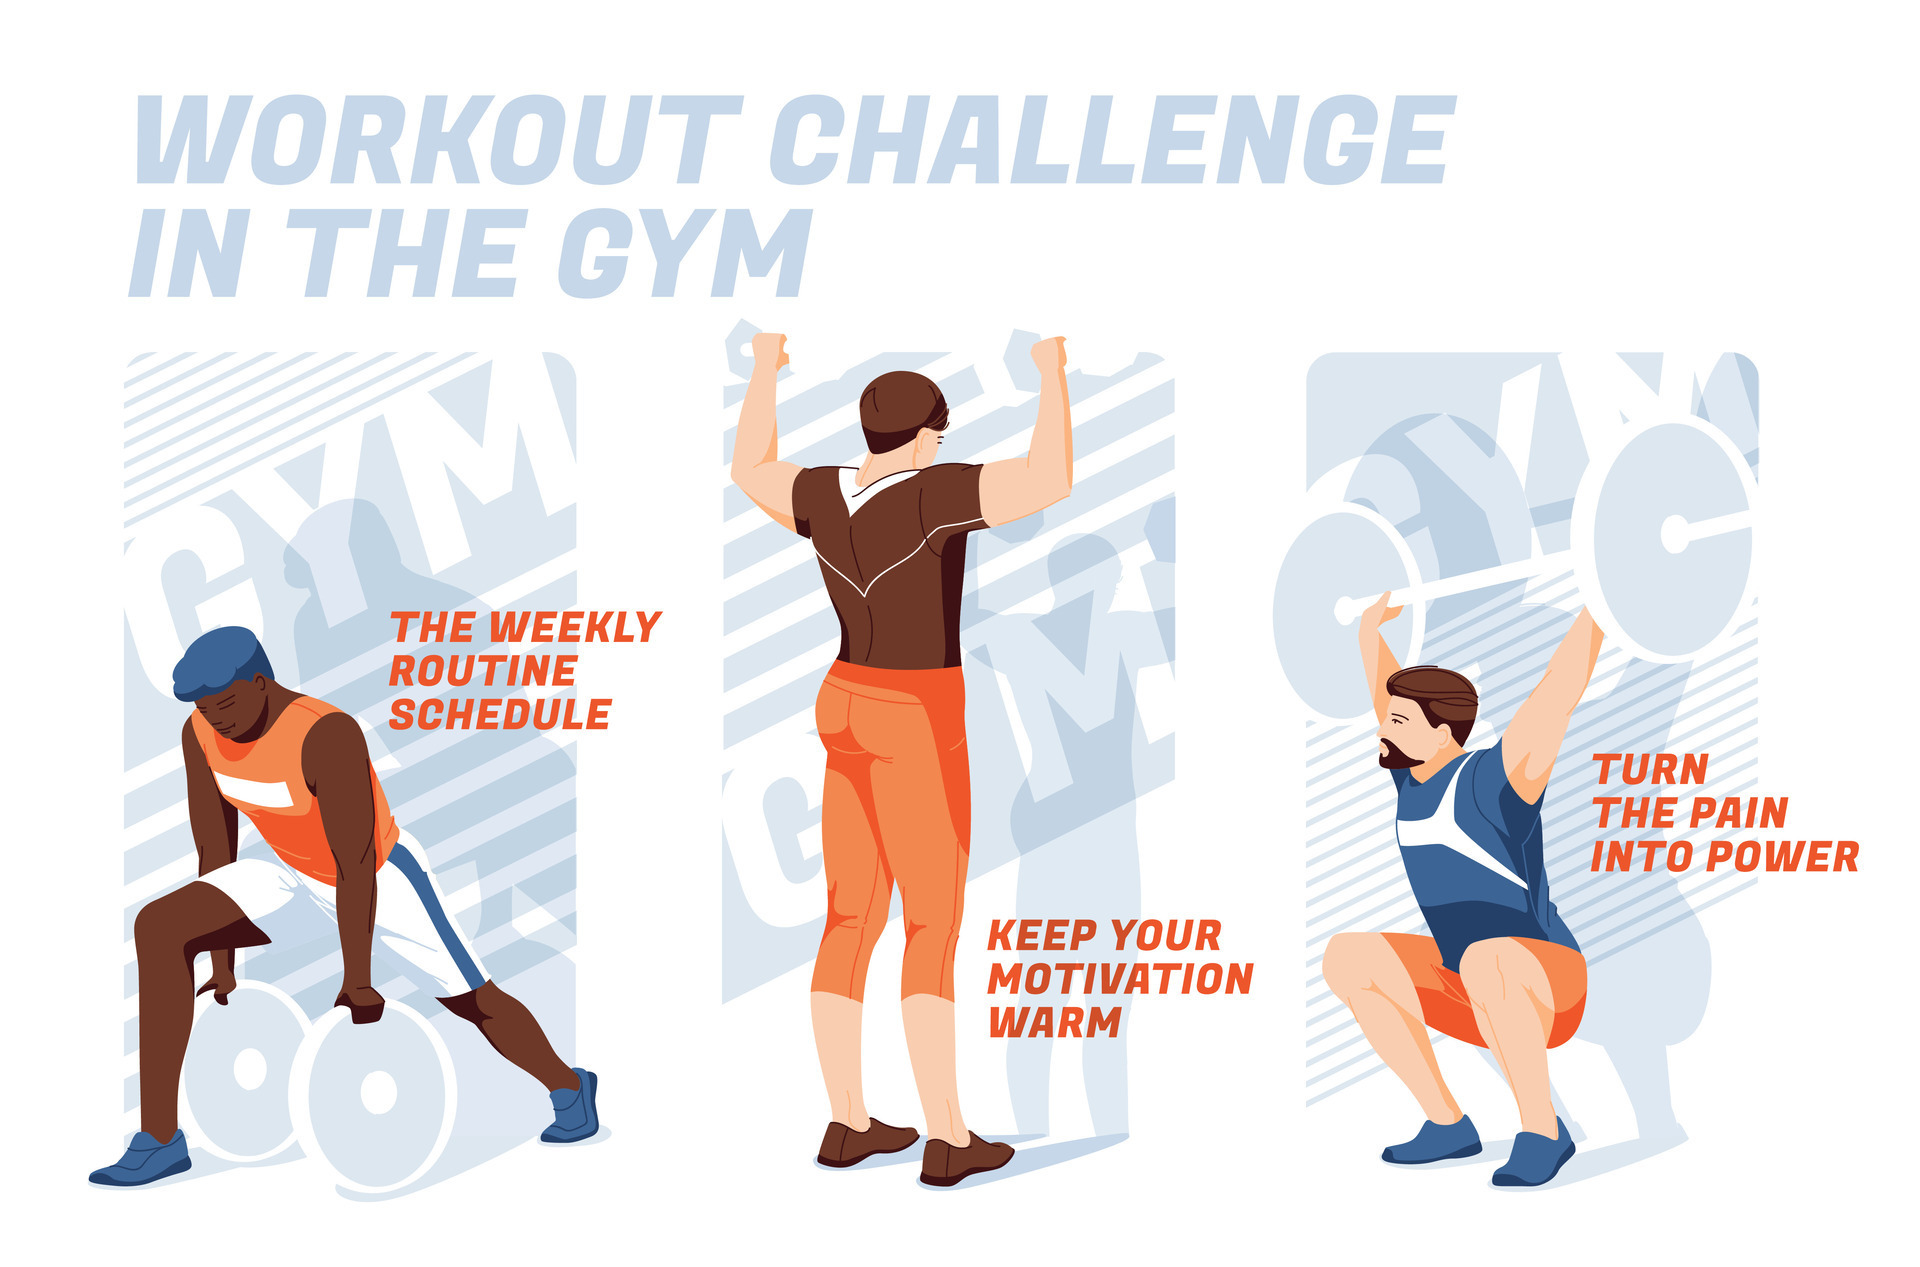 WORKOUT CHALLENGE
IN THE GYM
GYM
THE WEEKLY
ROUTINE
SCHEDULE
GYM
KEEP YOUR
MOTIVATION
WARM
GYM
TURN
THE PAIN
INTO POWER